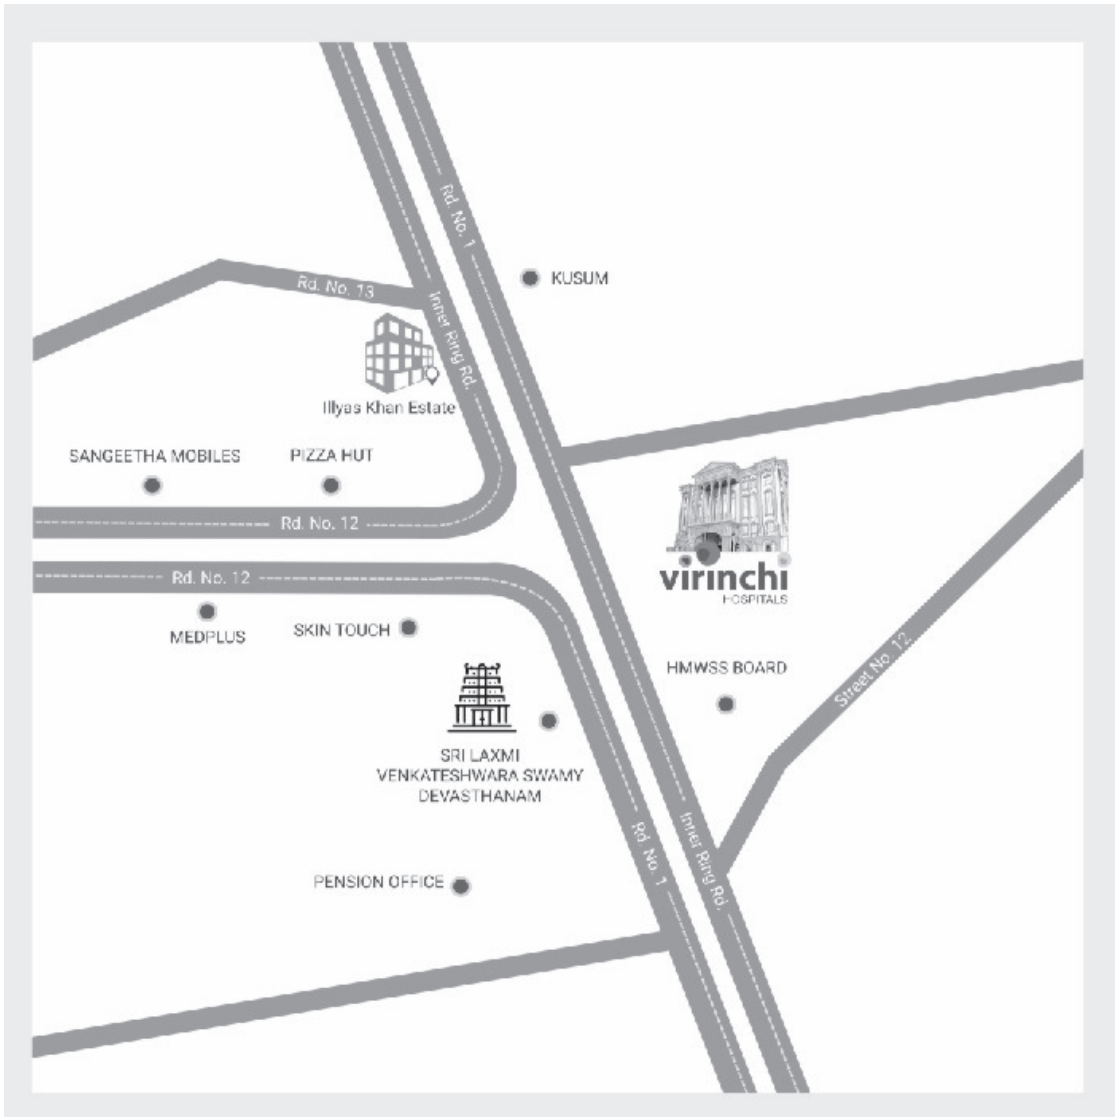 Rd. No. 1
KUSUM
Rd. No. 13
Inner Ring Rd.
Illyas Khan Estate
SANGEETHA MOBILES
PIZZA HUT
Rd. No. 12
virinchi
HOSPITALS
Rd. No. 12
MEDPLUS
SKIN TOUCH
HMWSS BOARD
Street No. 12
SRI LAXMI
VENKATESHWARA SWAMY
DEVASTHANAM
Rd. No. 1
Inner Ring Rd.
PENSION OFFICE